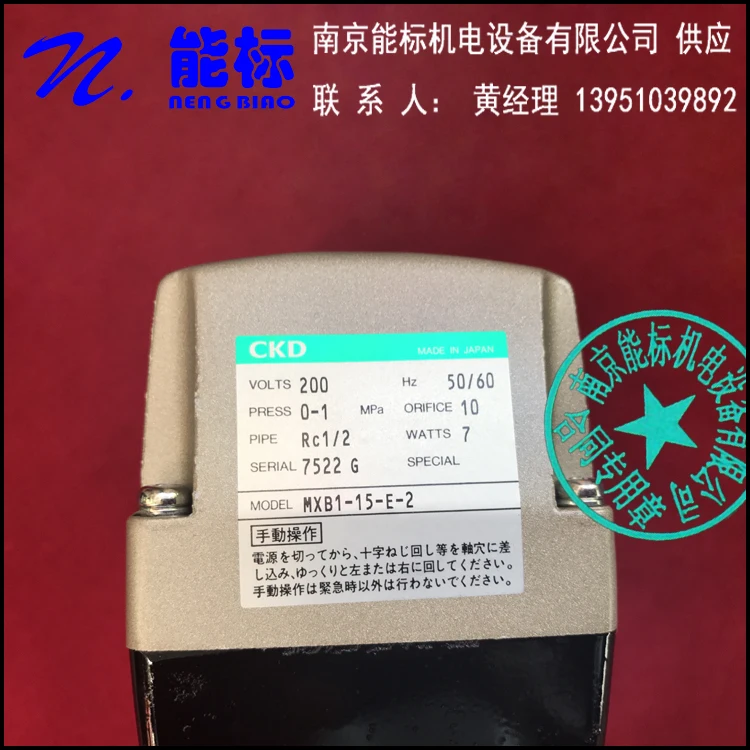 能标
NENGBIAO
南京能标机电设备有限公司 供应
联 系 人: 黄经理 13951039892
CKD
MADE IN JAPAN
VOLTS 200 Hz 50/60
PRESS 0-1 MPa ORIFICE 10
PIPE Rc1/2 WATTS 7
SERIAL 7522 G SPECIAL
MODEL MXB1-15-E-2
手動操作
電源を切ってから、十字ねじ回し等を軸穴に差
し込み、ゆっくりと左または右に回してください。
手動操作は緊急時以外は行わないでください。
南京能标机电设备有限公司
合同专用章